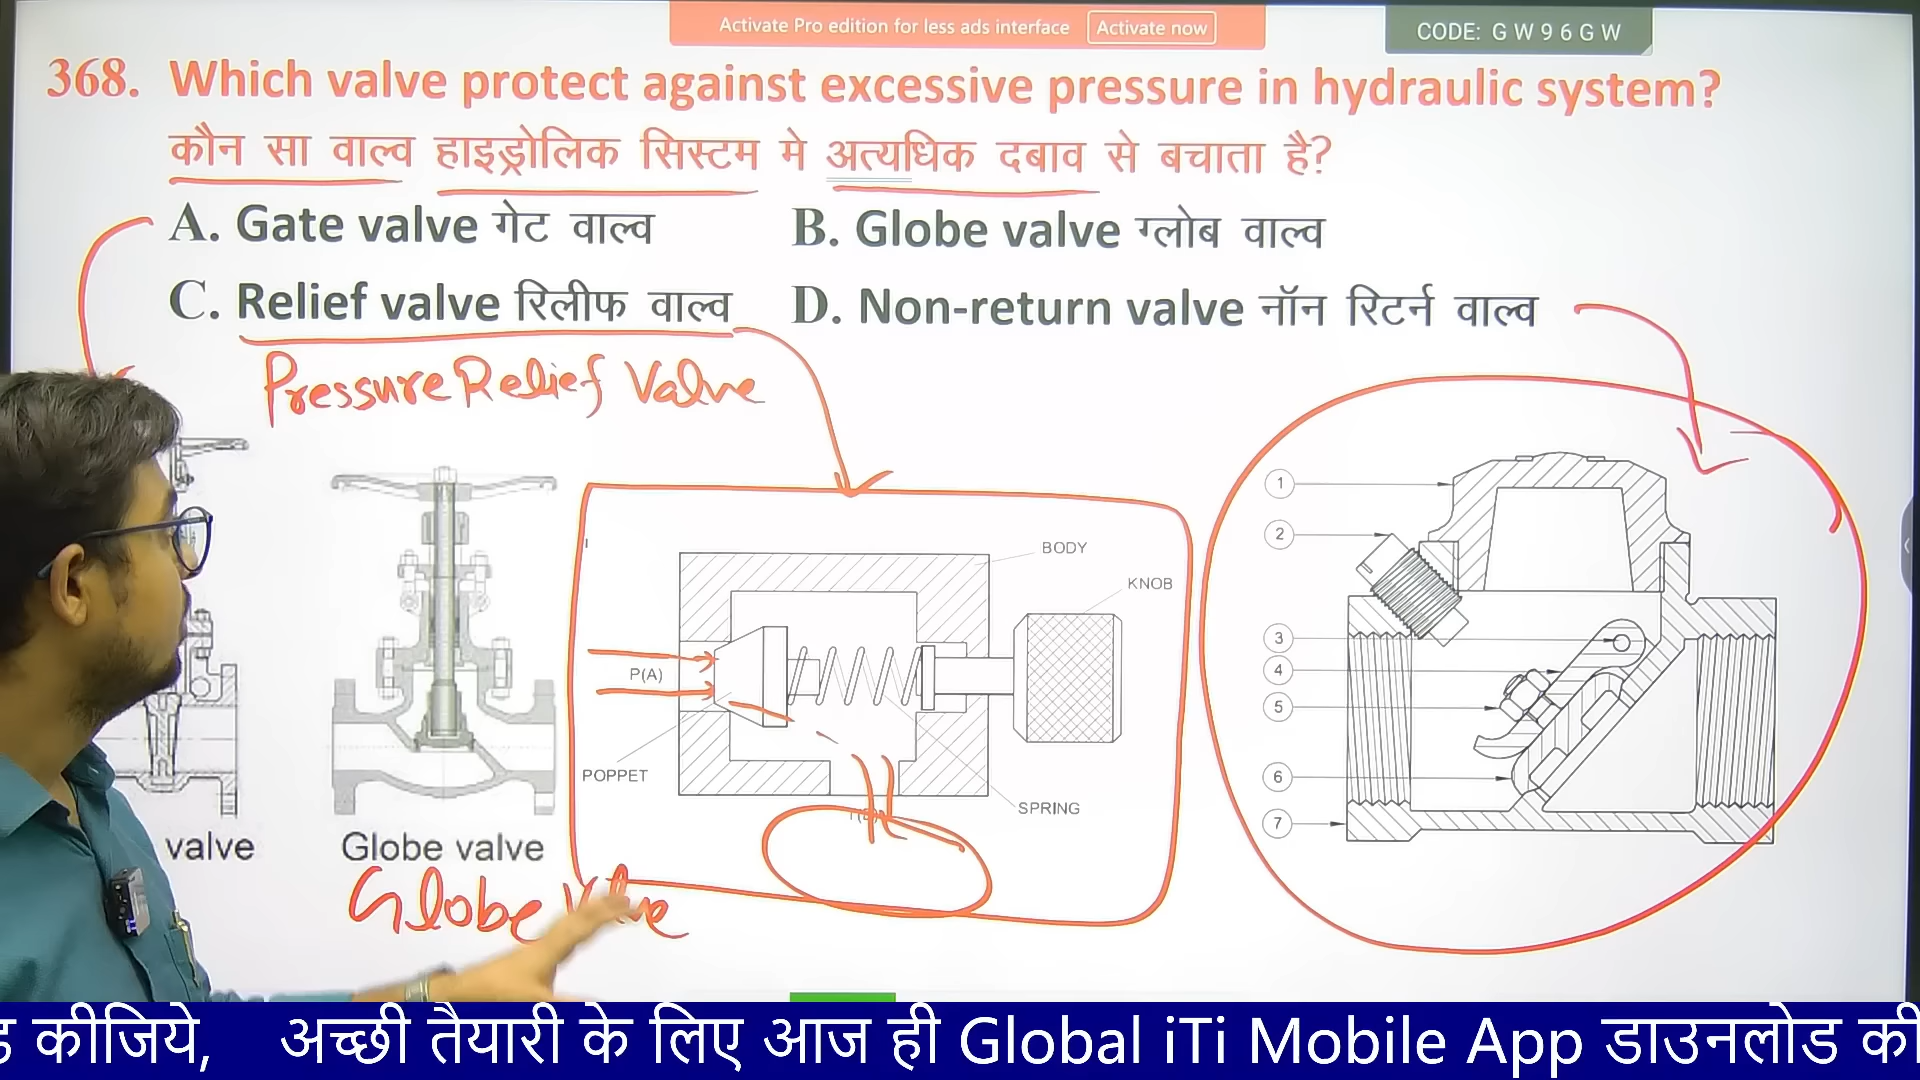 Activate Pro edition for less ads interface Activate now
CODE: G W 9 6 G W
368. Which valve protect against excessive pressure in hydraulic system?
कौन सा वाल्व हाइड्रोलिक सिस्टम मे अत्यधिक दबाव से बचाता है?
A. Gate valve गेट वाल्व B. Globe valve ग्लोब वाल्व
C. Relief valve रिलीफ वाल्व D. Non-return valve नॉन रिटर्न वाल्व
Pressure Relief Valve
BODY
KNOB
P(A)
POPPET
SPRING
1
2
3
4
5
6
7
valve
Globe valve
Globe
कीजिये, अच्छी तैयारी के लिए आज ही Global iTi Mobile App डाउनलोड की